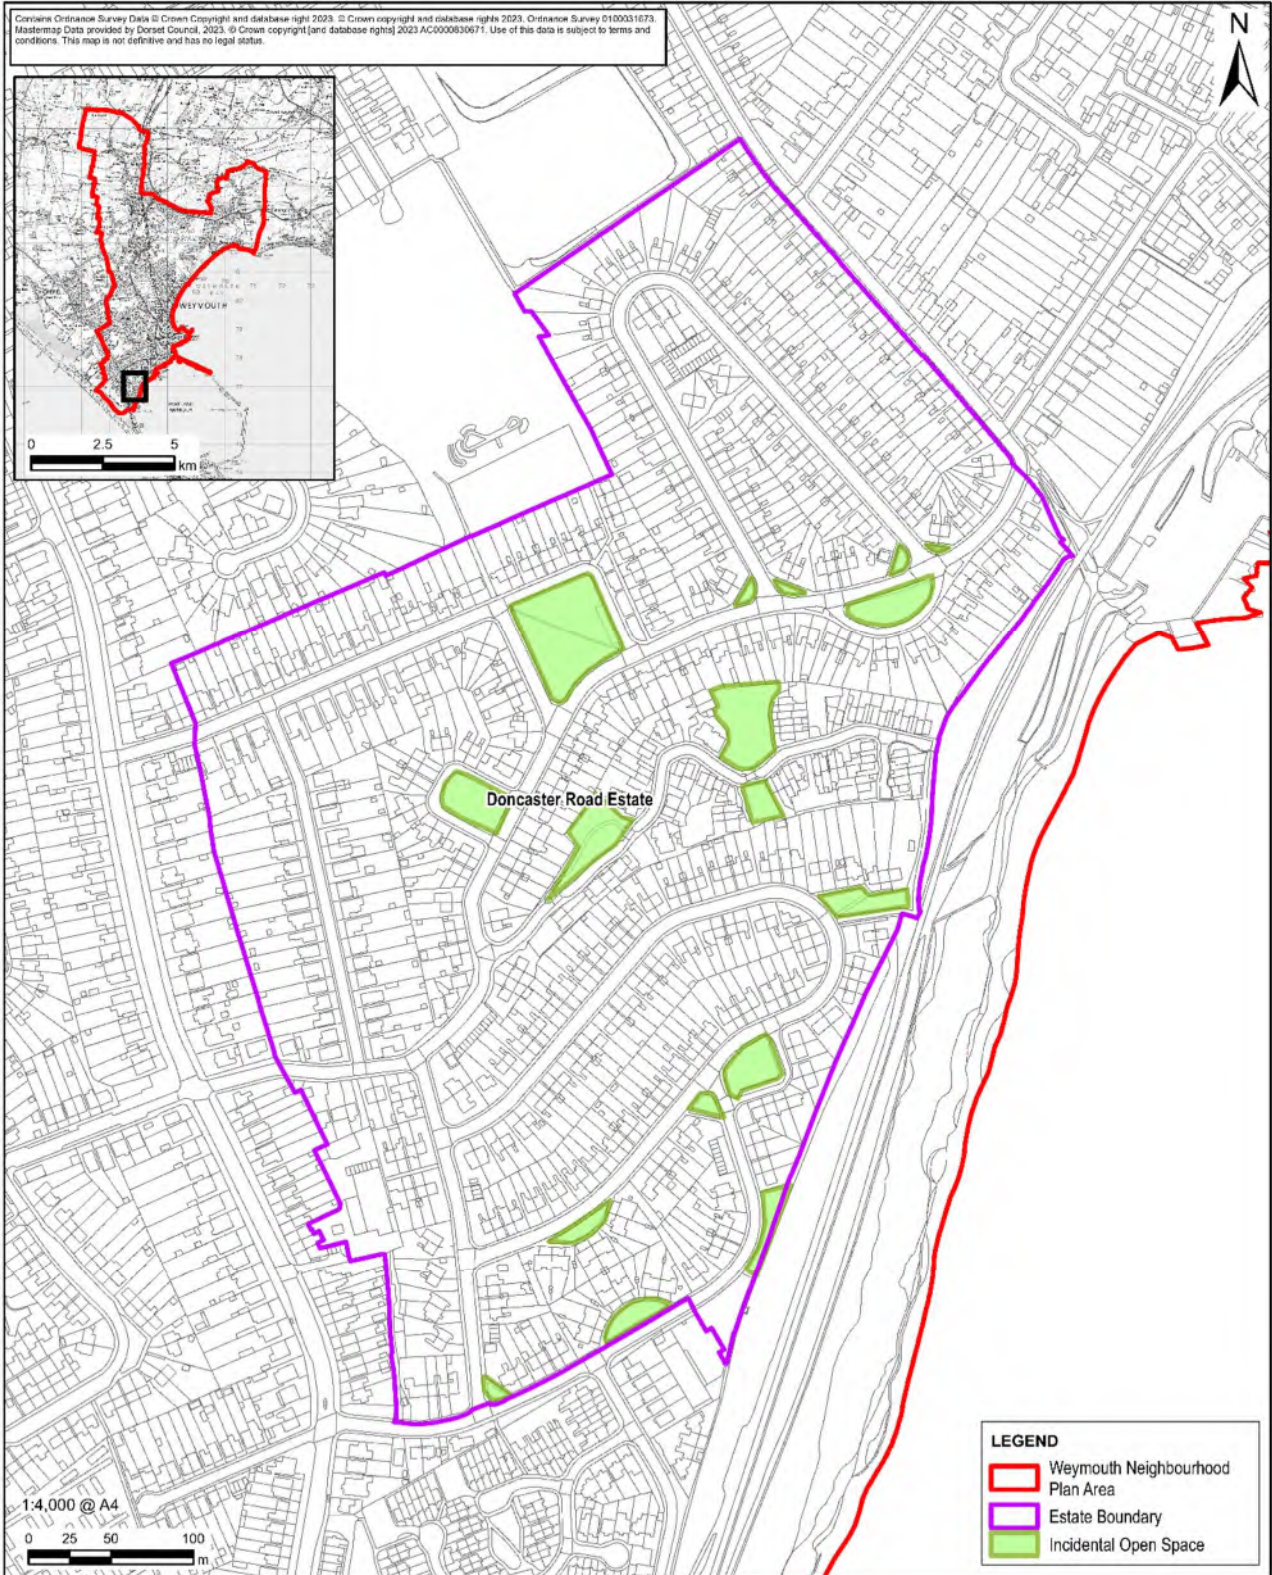 Contains Ordnance Survey Data © Crown Copyright and database right 2023. © Crown copyright and database rights 2023. Ordnance Survey 0100031673.
Mastermap Data provided by Dorset Council, 2023. © Crown copyright [and database rights] 2023 AC0000830671. Use of this data is subject to terms and
conditions. This map is not definitive and has no legal status.
N
WEYMOUTH
0 2.5 5
km
Doncaster Road Estate
LEGEND
Weymouth Neighbourhood
Plan Area
Estate Boundary
Incidental Open Space
1:4,000 @ A4
0 25 50 100
m